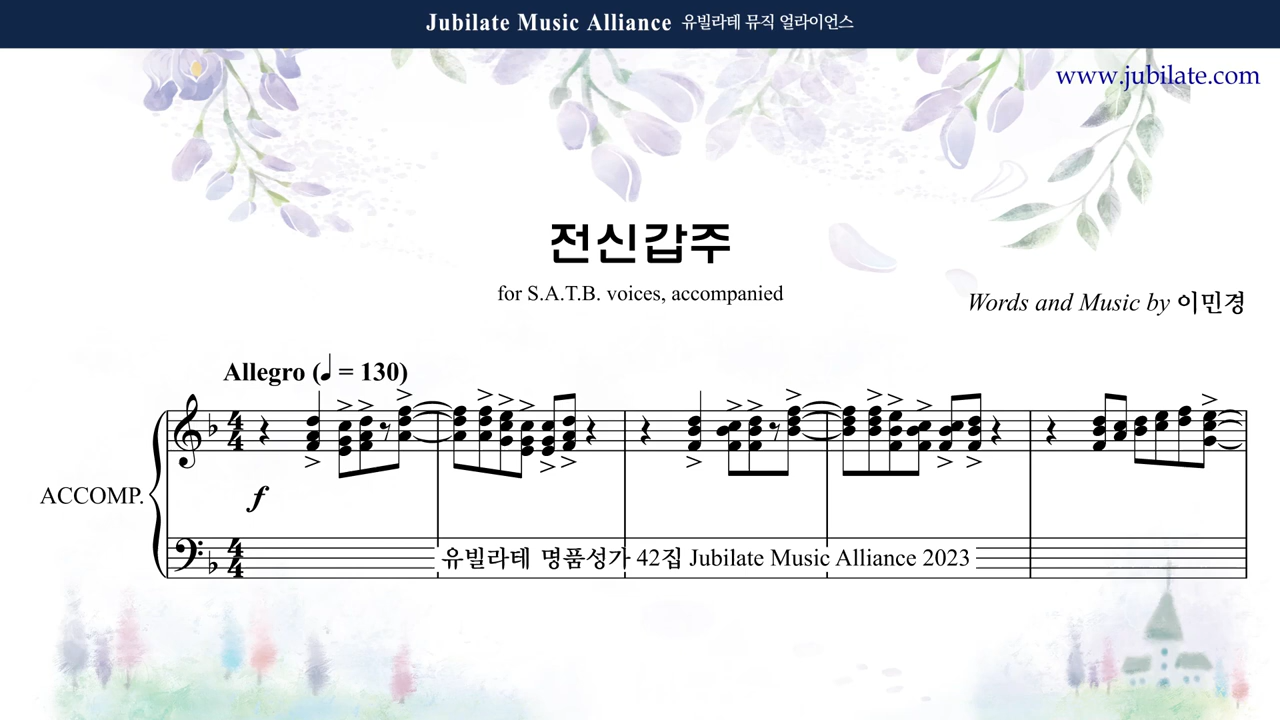 Jubilate Music Alliance 유빌라테 뮤직 얼라이언스
www.jubilate.com
전신갑주
for S.A.T.B. voices, accompanied
Words and Music by 이민경
Allegro (♩ = 130)
ACCOMP.
f
유빌라테 명품성가 42집 Jubilate Music Alliance 2023